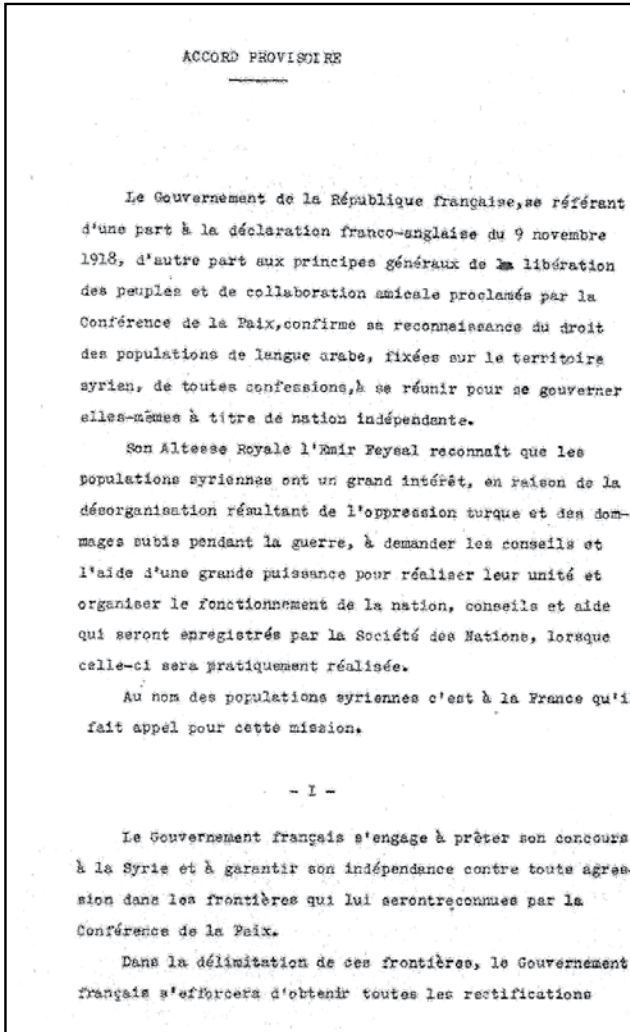 ACCORD PROVISOIRE
Le Gouvernement de la République française,se référant
d'une part à la déclaration franco-anglaise du 9 novembre
1918, d'autre part aux principes généraux de la libération
des peuples et de collaboration amicale proclamés par la
Conférence de la Paix,confirme sa reconnaissance du droit
des populations de langue arabe, fixées sur le territoire
syrien, de toutes confessions,à se réunir pour se gouverner
elles-mêmes à titre de nation indépendante.
Son Altesse Royale l'Emir Feysal reconnaît que les
populations syriennes ont un grand intérêt, en raison de la
désorganisation résultant de l'oppression turque et des dom-
mages subis pendant la guerre, à demander les conseils et
l'aide d'une grande puissance pour réaliser leur unité et
organiser le fonctionnement de la nation, conseils et aide
qui seront enregistrés par la Société des Nations, lorsque
celle-ci sera pratiquement réalisée.
Au nom des populations syriennes c'est à la France qu'il
fait appel pour cette mission.
- I -
Le Gouvernement français s'engage à prêter son concours
à la Syrie et à garantir son indépendance contre toute agres-
sion dans les frontières qui lui serontreconnues par la
Conférence de la Paix.
Dans la délimitation de ces frontières, le Gouvernement
français s'efforcera d'obtenir toutes les rectifications